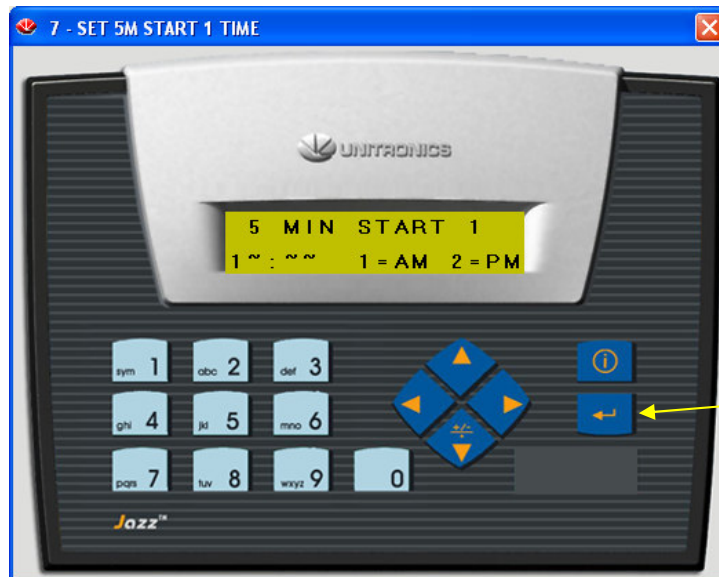 7 - SET 5M START 1 TIME
UNITRONICS
5 MIN START 1
1~:~~ 1=AM 2=PM
sym 1 abc 2 def 3
ghi 4 jkl 5 mno 6 +/-
pqrs 7 tuv 8 wxyz 9 0
Jazz™